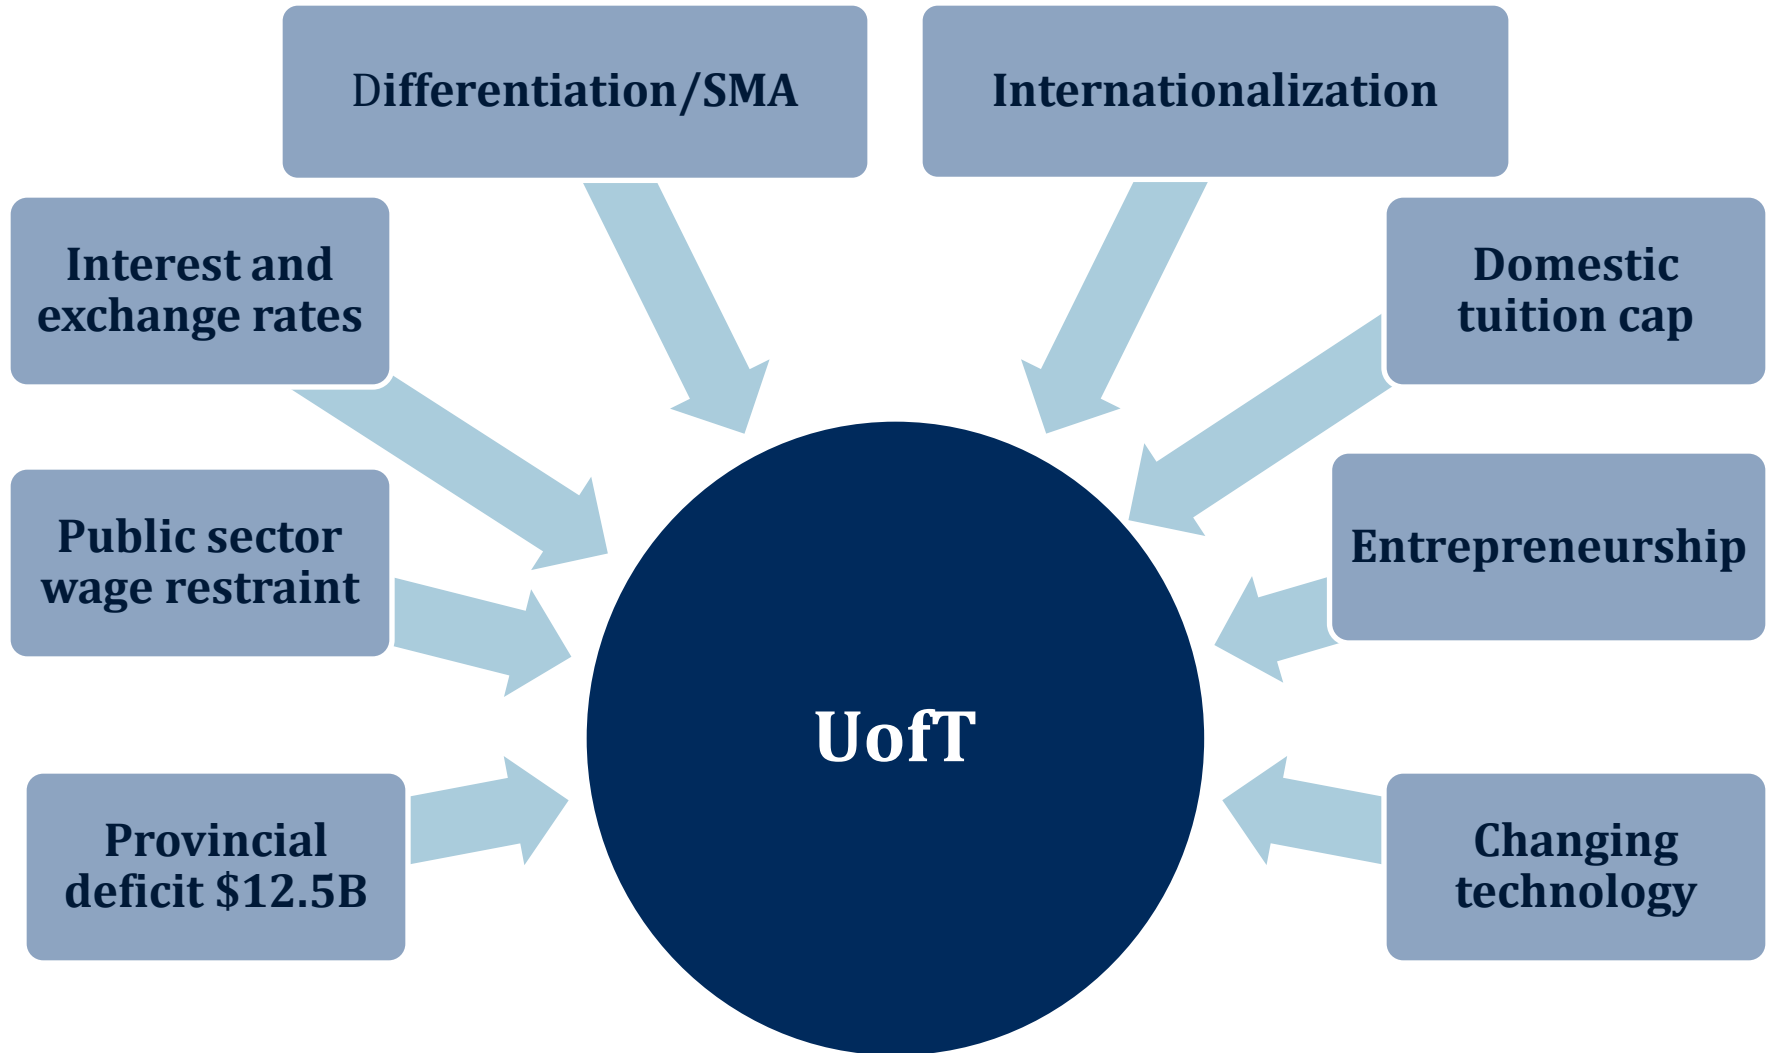 Differentiation/SMA
Internationalization
Interest and
exchange rates
Domestic
tuition cap
Public sector
wage restraint
Entrepreneurship
UofT
Provincial
deficit $12.5B
Changing
technology